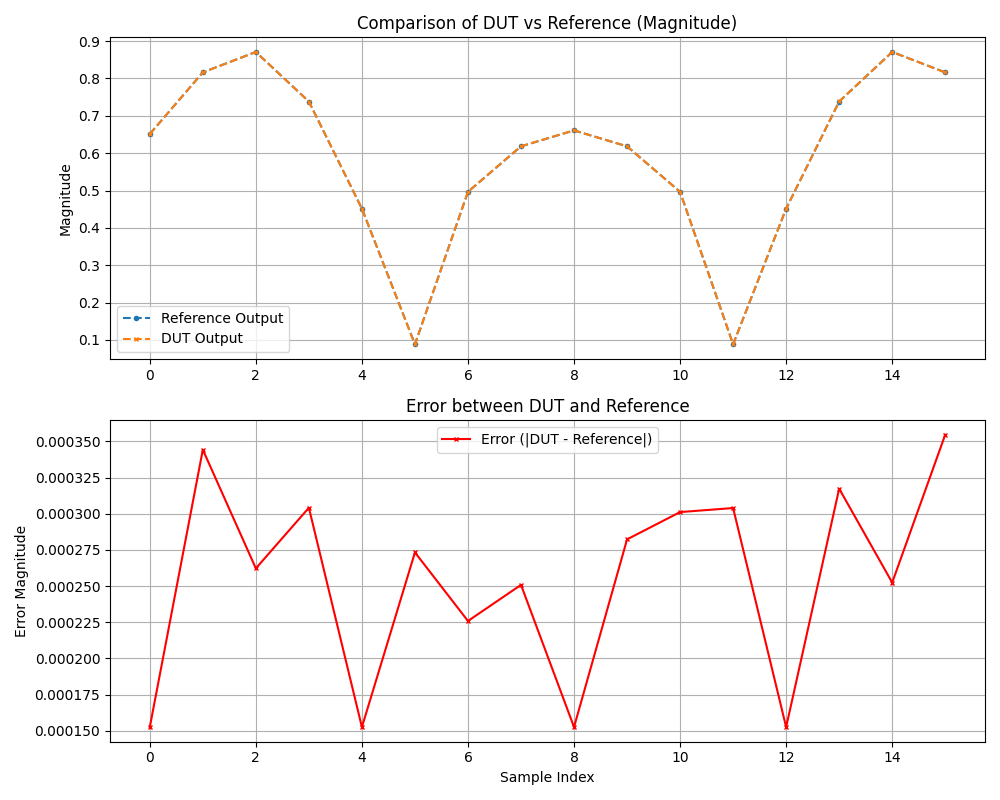 Comparison of DUT vs Reference (Magnitude)
Magnitude
0.9
0.8
0.7
0.6
0.5
0.4
0.3
0.2
0.1
Reference Output
DUT Output
0 2 4 6 8 10 12 14
Error between DUT and Reference
Error Magnitude
0.000350
0.000325
0.000300
0.000275
0.000250
0.000225
0.000200
0.000175
0.000150
Error (|DUT - Reference|)
0 2 4 6 8 10 12 14
Sample Index